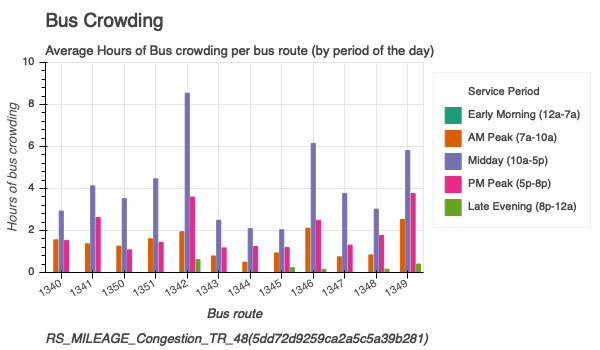 Bus Crowding
Average Hours of Bus crowding per bus route (by period of the day)
10
8
6
4
2
0
Hours of bus crowding
1340 1341 1350 1351 1342 1343 1344 1345 1346 1347 1348 1349
Bus route
RS_MILEAGE_Congestion_TR_48(5dd72d9259ca2a5c5a39b281)
Service Period
Early Morning (12a-7a)
AM Peak (7a-10a)
Midday (10a-5p)
PM Peak (5p-8p)
Late Evening (8p-12a)